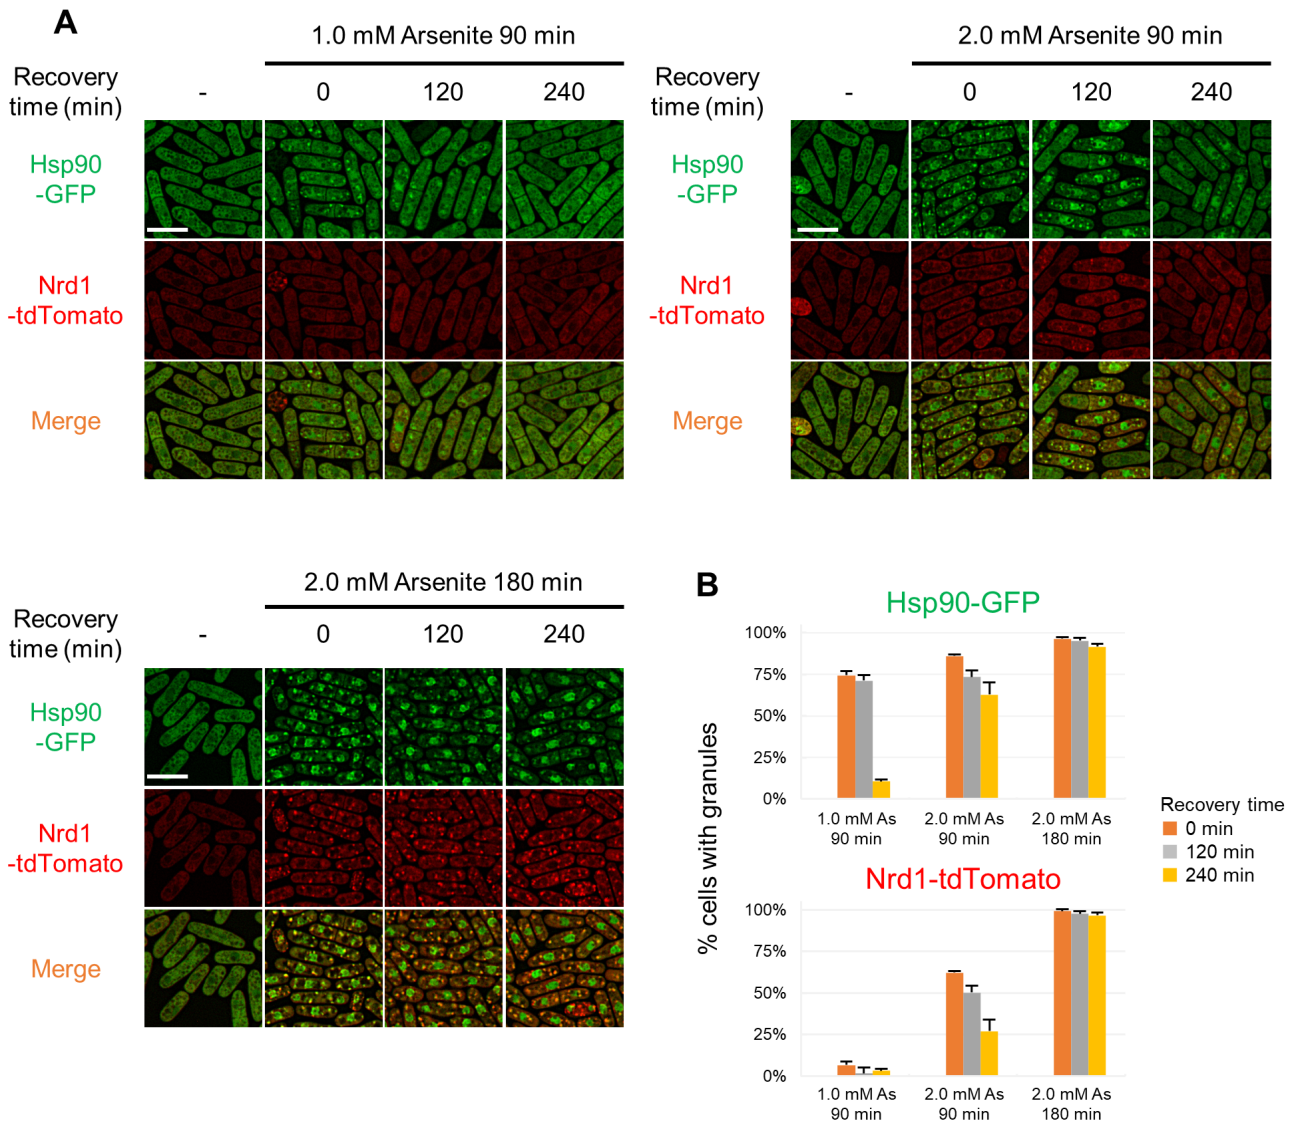 A
1.0 mM Arsenite 90 min
Recovery
time (min)
- 0 120 240
Hsp90
-GFP
Nrd1
-tdTomato
Merge
2.0 mM Arsenite 90 min
Recovery
time (min)
- 0 120 240
Hsp90
-GFP
Nrd1
-tdTomato
Merge
2.0 mM Arsenite 180 min
Recovery
time (min)
- 0 120 240
Hsp90
-GFP
Nrd1
-tdTomato
Merge
B
% cells with granules
Hsp90-GFP
100%
75%
50%
25%
0%
1.0 mM As
90 min
2.0 mM As
90 min
2.0 mM As
180 min
Nrd1-tdTomato
100%
75%
50%
25%
0%
1.0 mM As
90 min
2.0 mM As
90 min
2.0 mM As
180 min
Recovery time
0 min
120 min
240 min